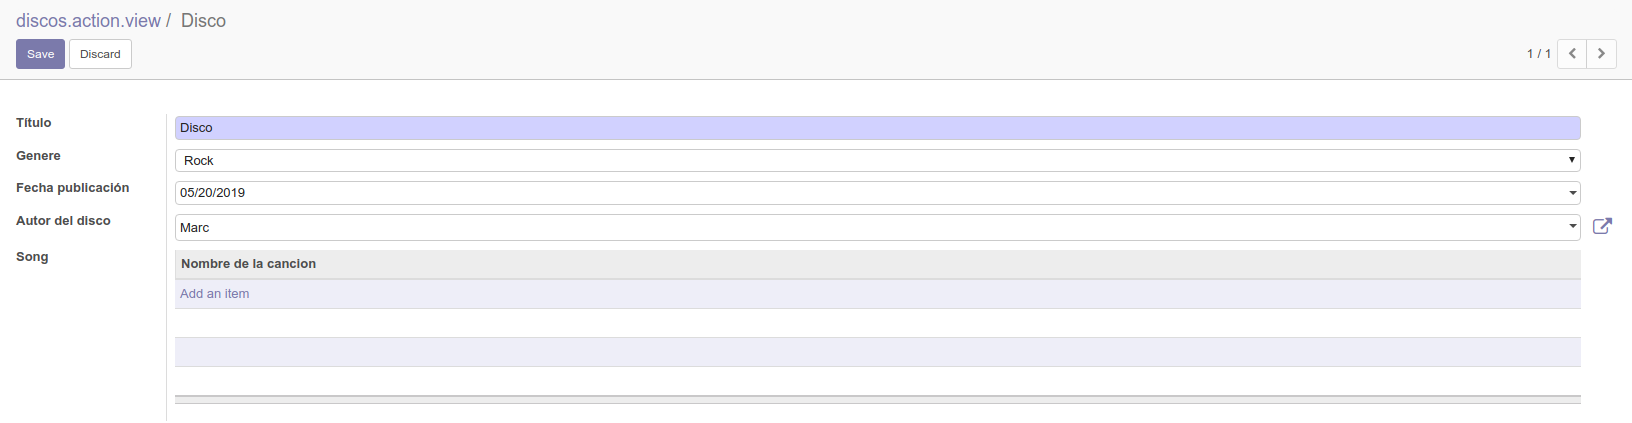 discos.action.view / Disco
Save Discard 1 / 1
Título Disco
Genere Rock
Fecha publicación 05/20/2019
Autor del disco Marc
Song Nombre de la cancion
Add an item